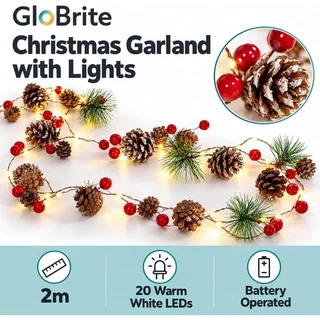 GloBrite
Christmas Garland
with Lights
2m
20 Warm
White LEDs
Battery
Operated